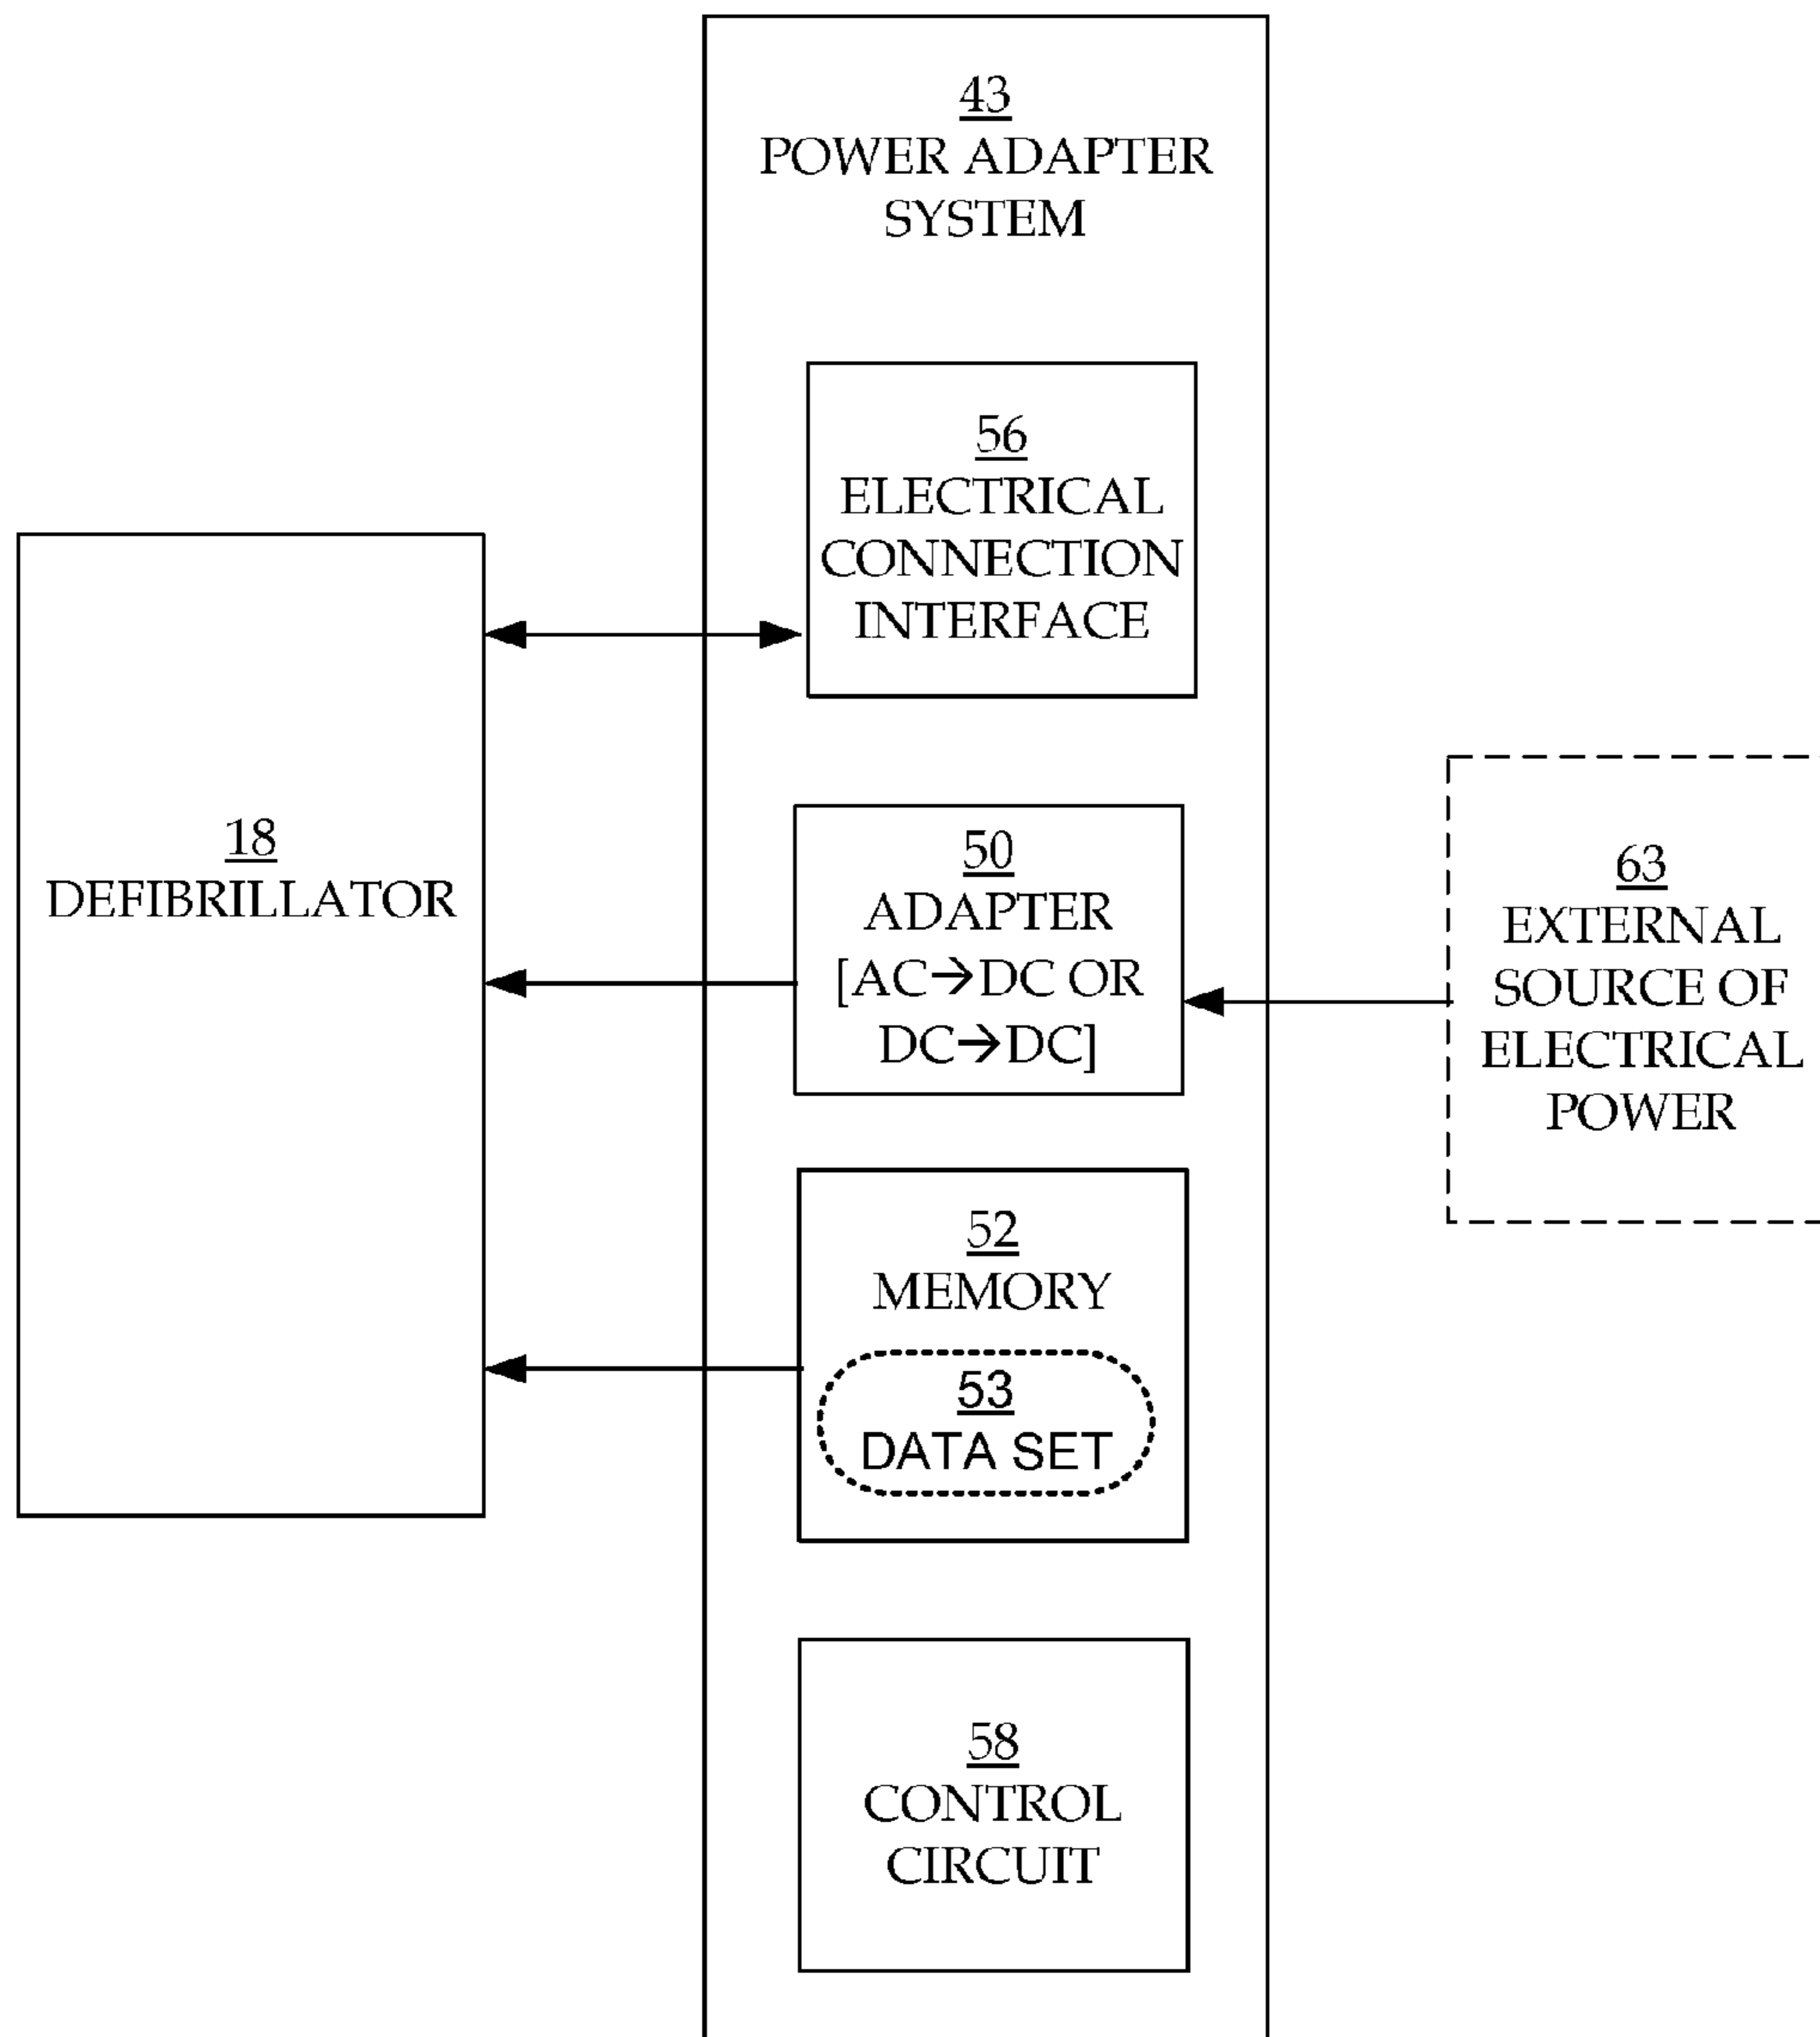 43
POWER ADAPTER
SYSTEM
56
ELECTRICAL
CONNECTION
INTERFACE
18
DEFIBRILLATOR
50
ADAPTER
[AC→DC OR
DC→DC]
63
EXTERNAL
SOURCE OF
ELECTRICAL
POWER
52
MEMORY
53
DATA SET
58
CONTROL
CIRCUIT